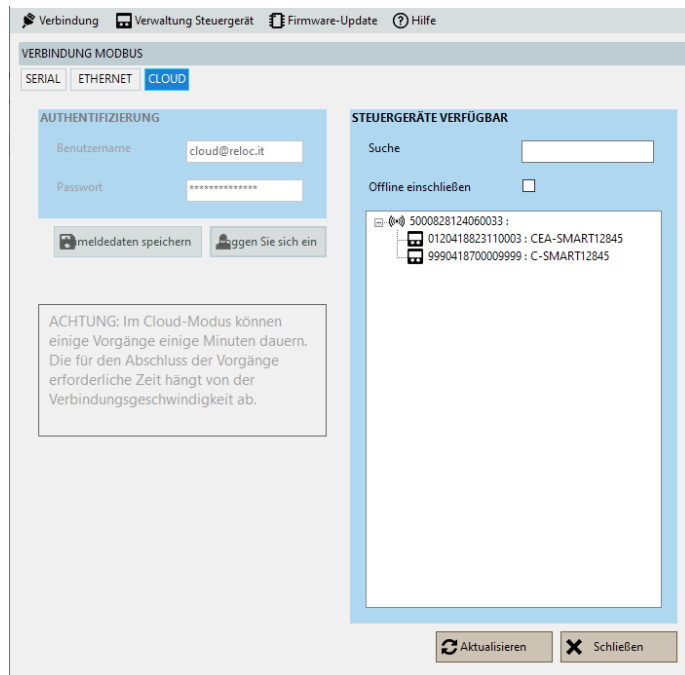 Verbindung Verwaltung Steuergerät Firmware-Update Hilfe
VERBINDUNG MODBUS
SERIAL ETHERNET CLOUD
AUTHENTIFIZIERUNG
Benutzername cloud@reloc.it
Passwort **************
meldedaten speichern ggen Sie sich ein
ACHTUNG: Im Cloud-Modus können
einige Vorgänge einige Minuten dauern.
Die für den Abschluss der Vorgänge
erforderliche Zeit hängt von der
Verbindungsgeschwindigkeit ab.
STEUERGERÄTE VERFÜGBAR
Suche
Offline einschließen
5000828124060033 :
0120418823110003 : CEA-SMART12845
9990418700009999 : C-SMART12845
Aktualisieren Schließen